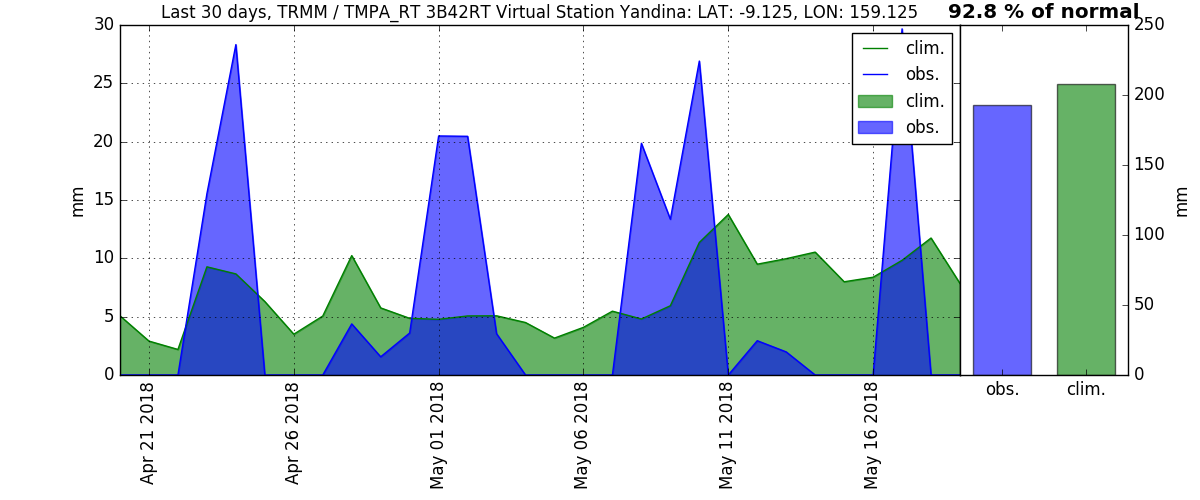 Last 30 days, TRMM / TMPA_RT 3B42RT Virtual Station Yandina: LAT: -9.125, LON: 159.125
92.8 % of normal
30
25
20
15
10
5
0
mm
clim.
obs.
clim.
obs.
250
200
150
100
50
0
mm
obs.
clim.
Apr 21 2018
Apr 26 2018
May 01 2018
May 06 2018
May 11 2018
May 16 2018